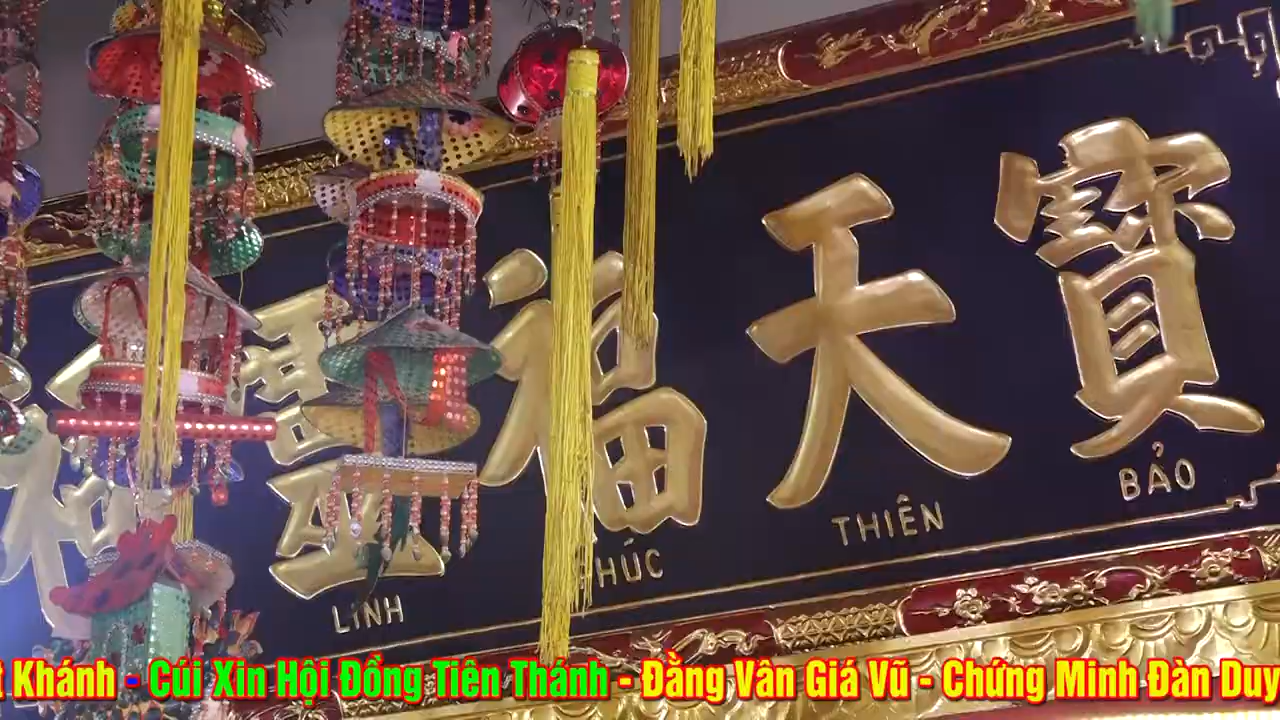 靈福天寶
LINH PHÚC THIÊN BẢO
Khánh - Cúi Xin Hội Đồng Tiên Thánh - Đằng Vân Giá Vũ - Chứng Minh Đàn Duy